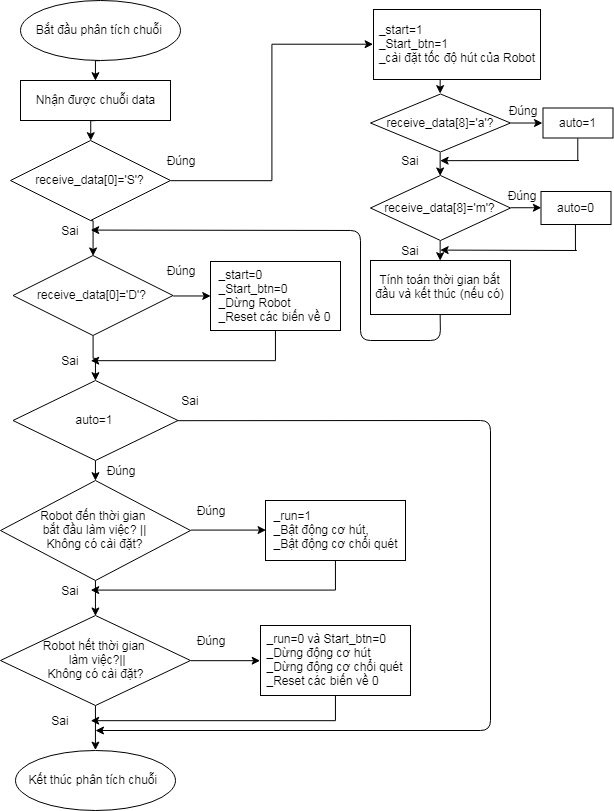 Bắt đầu phân tích chuỗi
Nhận được chuỗi data
receive_data[0]='S'?
Đúng
_start=1
_Start_btn=1
_cài đặt tốc độ hút của Robot
receive_data[8]='a'?
Đúng
auto=1
Sai
receive_data[8]='m'?
Đúng
auto=0
Sai
Tính toán thời gian bắt
đầu và kết thúc (nếu có)
Sai
receive_data[0]='D'?
Đúng
_start=0
_Start_btn=0
_Dừng Robot
_Reset các biến về 0
Sai
auto=1
Sai
Đúng
Robot đến thời gian
bắt đầu làm việc? ||
Không có cài đặt?
Đúng
_run=1
_Bật động cơ hút,
_Bật động cơ chổi quét
Sai
Robot hết thời gian
làm việc?||
Không có cài đặt?
Đúng
_run=0 và Start_btn=0
_Dừng động cơ hút
_Dừng động cơ chổi quét
_Reset các biến về 0
Sai
Kết thúc phân tích chuỗi